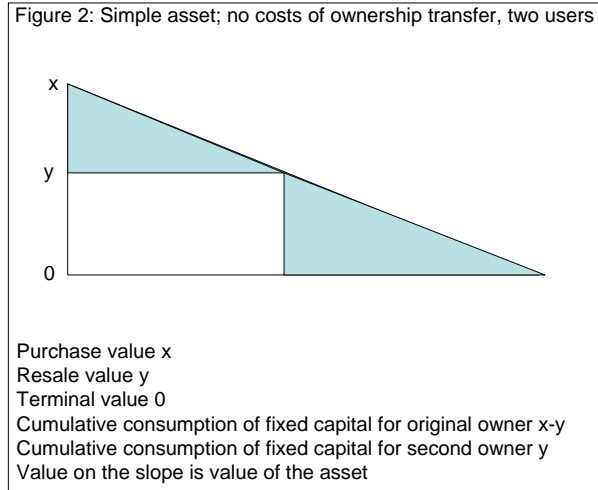 Figure 2: Simple asset; no costs of ownership transfer, two users
x
y
0
Purchase value x
Resale value y
Terminal value 0
Cumulative consumption of fixed capital for original owner x-y
Cumulative consumption of fixed capital for second owner y
Value on the slope is value of the asset